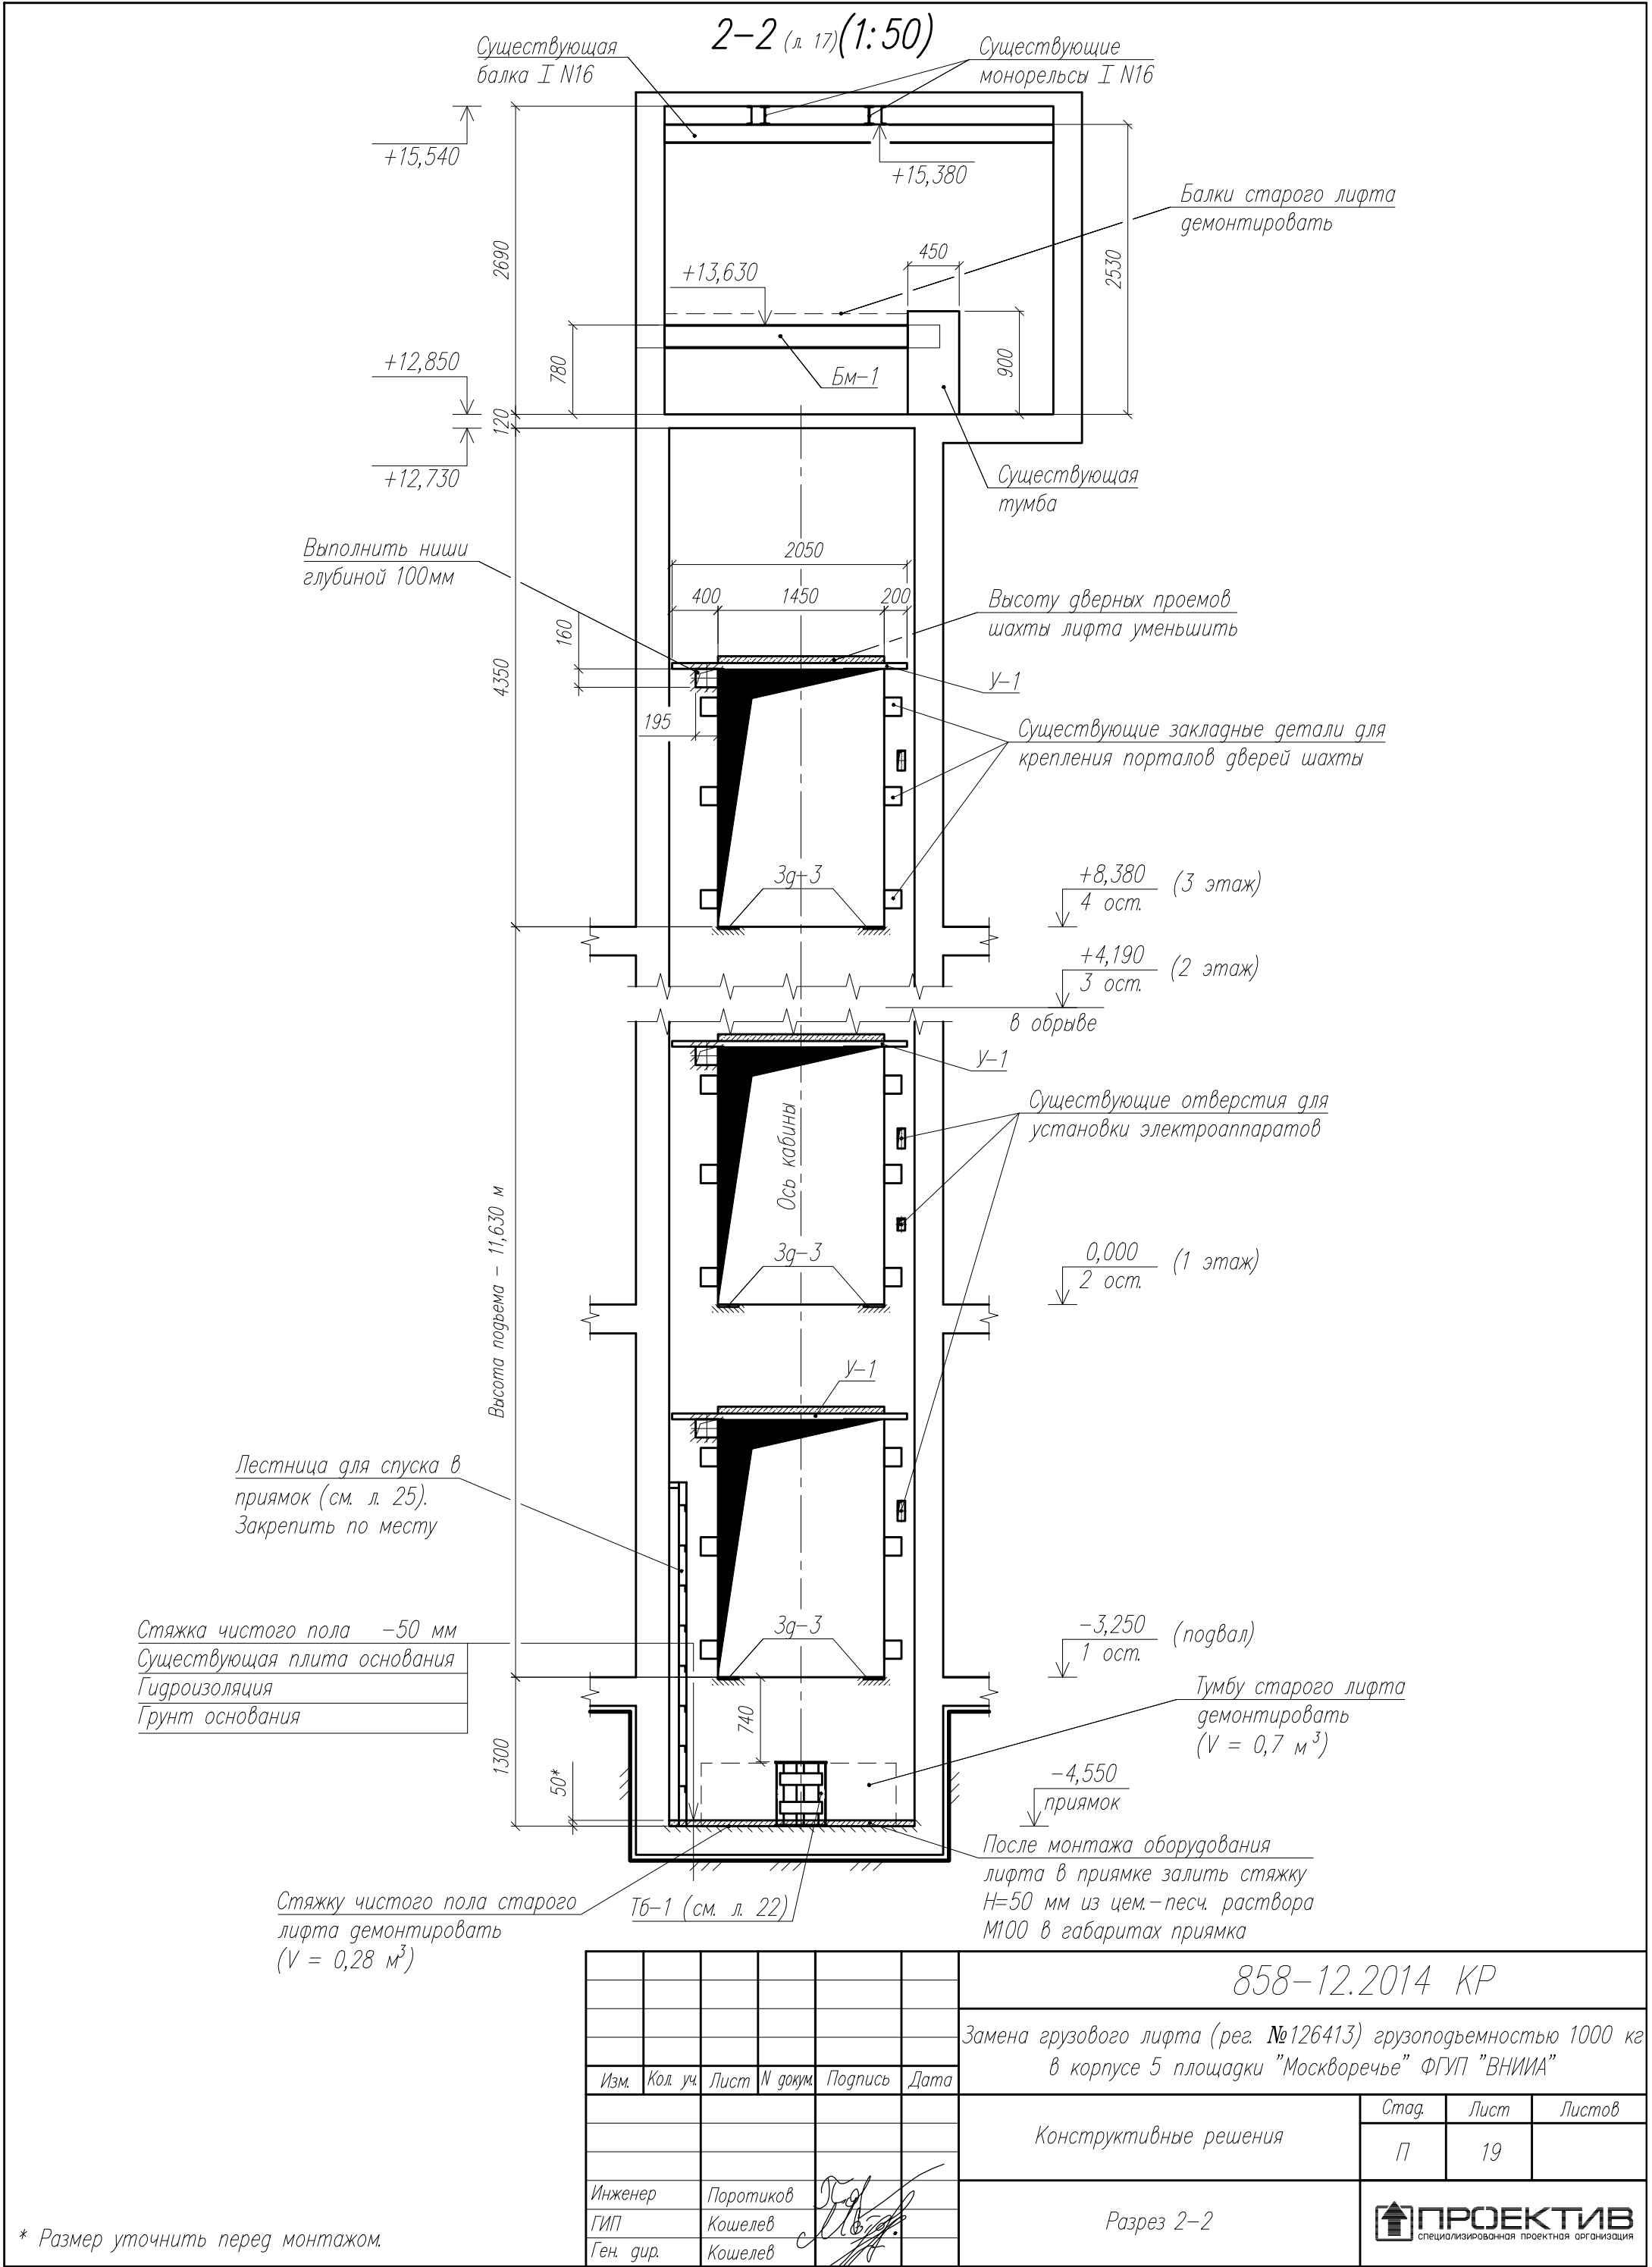 2-2 (л. 17) (1:50)
Существующая
балка I N16
Существующие
монорельсы I N16
+15,540
+15,380
Балки старого лифта
демонтировать
2690
450
2530
+13,630
780
900
Бм-1
+12,850
120
+12,730
Существующая
тумба
Выполнить ниши
глубиной 100мм
2050
400
1450
200
Высоту дверных проемов
шахты лифта уменьшить
160
4350
У-1
195
Существующие закладные детали для
крепления порталов дверей шахты
Зд-3
+8,380 (3 этаж)
4 ост.
+4,190 (2 этаж)
3 ост.
в обрыве
У-1
Существующие отверстия для
установки электроаппаратов
Ось кабины
Высота подъема - 11,630 м
Зд-3
0,000 (1 этаж)
2 ост.
У-1
Лестница для спуска в
приямок (см. л. 25).
Закрепить по месту
Стяжка чистого пола -50 мм
Существующая плита основания
Гидроизоляция
Грунт основания
Зд-3
-3,250 (подвал)
1 ост.
Тумбу старого лифта
демонтировать
(V = 0,7 м³)
740
1300
50*
-4,550
приямок
После монтажа оборудования
лифта в приямке залить стяжку
H=50 мм из цем.-песч. раствора
М100 в габаритах приямка
Стяжку чистого пола старого
лифта демонтировать
(V = 0,28 м³)
Тб-1 (см. л. 22)
858-12.2014 КР
Замена грузового лифта (рег. №126413) грузоподъемностью 1000 кг
в корпусе 5 площадки "Москворечье" ФГУП "ВНИИА"
Изм. Кол. уч. Лист N докум. Подпись Дата
Конструктивные решения
Стад. Лист Листов
П 19
Инженер Поротиков
ГИП Кошелев
Ген. дир. Кошелев
Разрез 2-2
ПРОЕКТИВ
СПЕЦИАЛИЗИРОВАННАЯ ПРОЕКТНАЯ ОРГАНИЗАЦИЯ
* Размер уточнить перед монтажом.